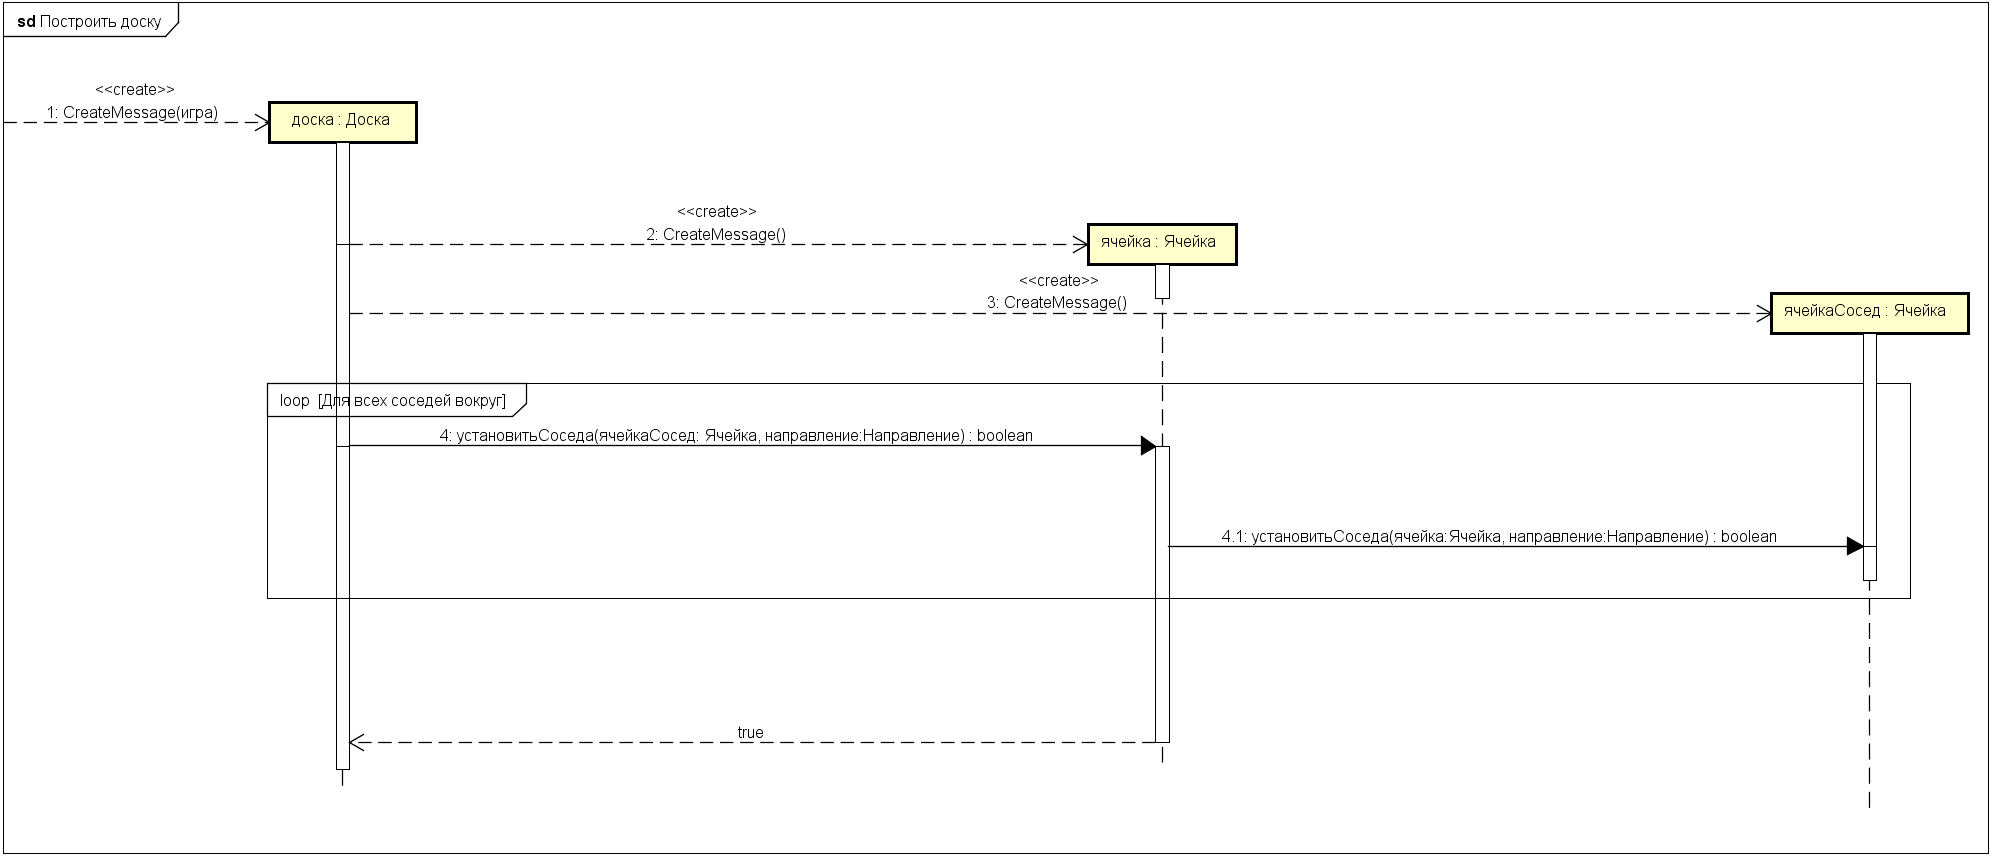 sd Построить доску
<<create>>
1: CreateMessage(игра)
доска : Доска
<<create>>
2: CreateMessage()
ячейка : Ячейка
<<create>>
3: CreateMessage()
ячейкаСосед : Ячейка
loop [Для всех соседей вокруг]
4: установитьСоседа(ячейкаСосед: Ячейка, направление:Направление) : boolean
4.1: установитьСоседа(ячейка:Ячейка, направление:Направление) : boolean
true